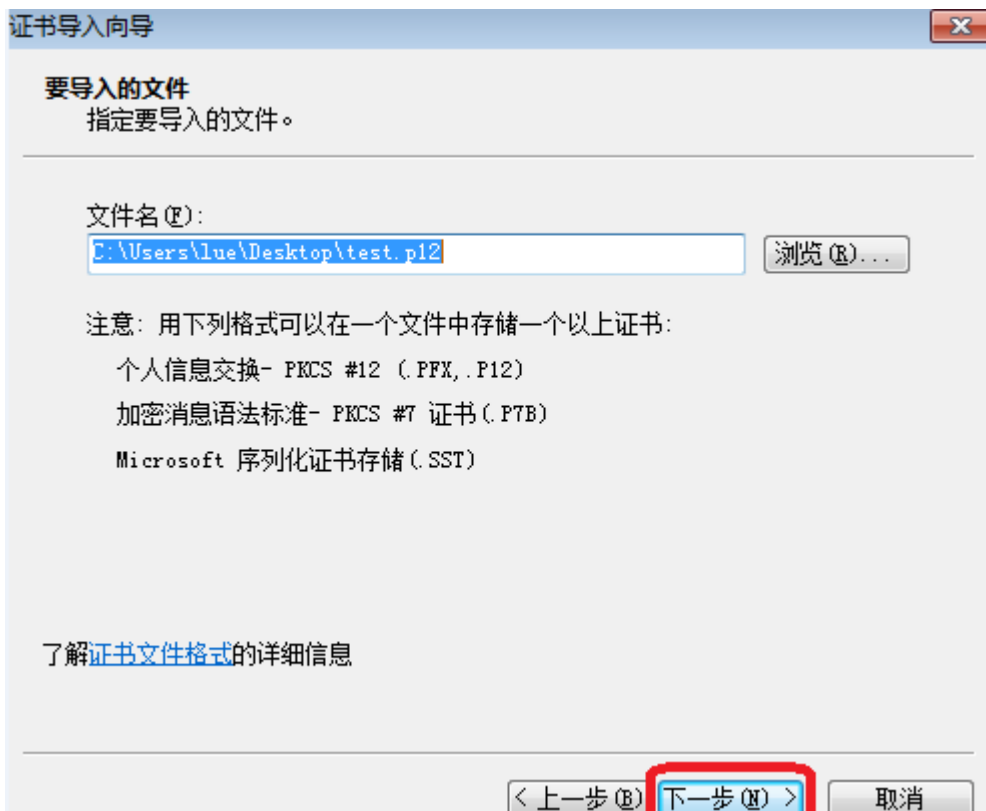 证书导入向导
要导入的文件
指定要导入的文件。
文件名(F):
C:\Users\lue\Desktop\test.p12
浏览(R)...
注意: 用下列格式可以在一个文件中存储一个以上证书:
个人信息交换- PKCS #12 (.PFX,.P12)
加密消息语法标准- PKCS #7 证书(.P7B)
Microsoft 序列化证书存储(.SST)
了解证书文件格式的详细信息
< 上一步(B) 下一步(N) > 取消